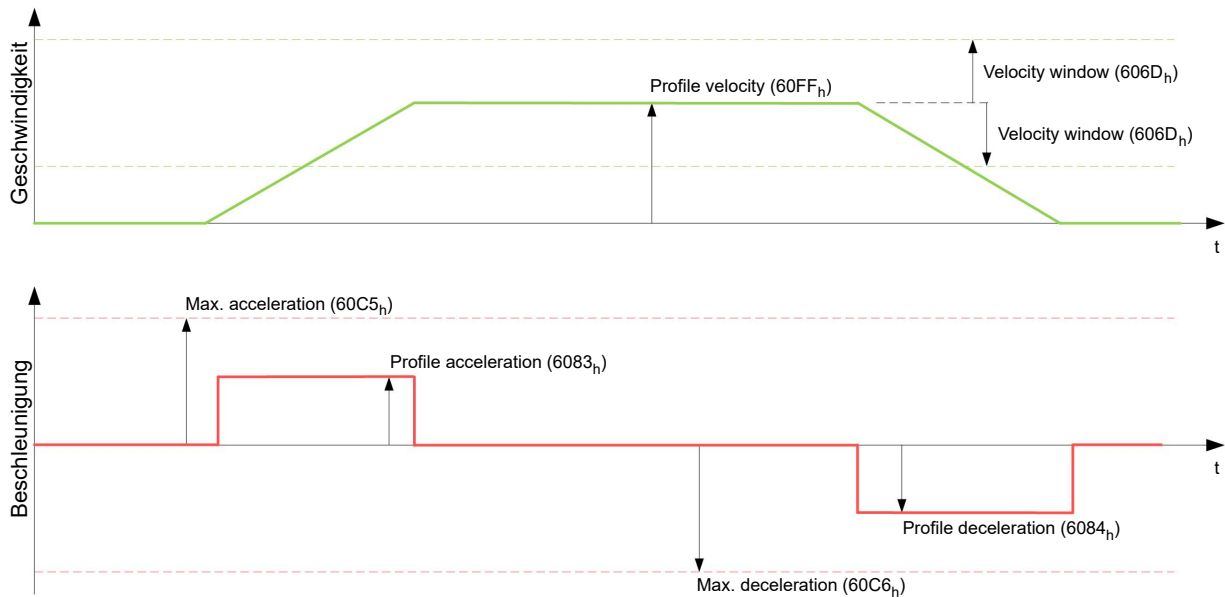 Geschwindigkeit
Profile velocity (60FFh)
Velocity window (606Dh)
Velocity window (606Dh)
t
Beschleunigung
Max. acceleration (60C5h)
Profile acceleration (6083h)
t
Profile deceleration (6084h)
Max. deceleration (60C6h)